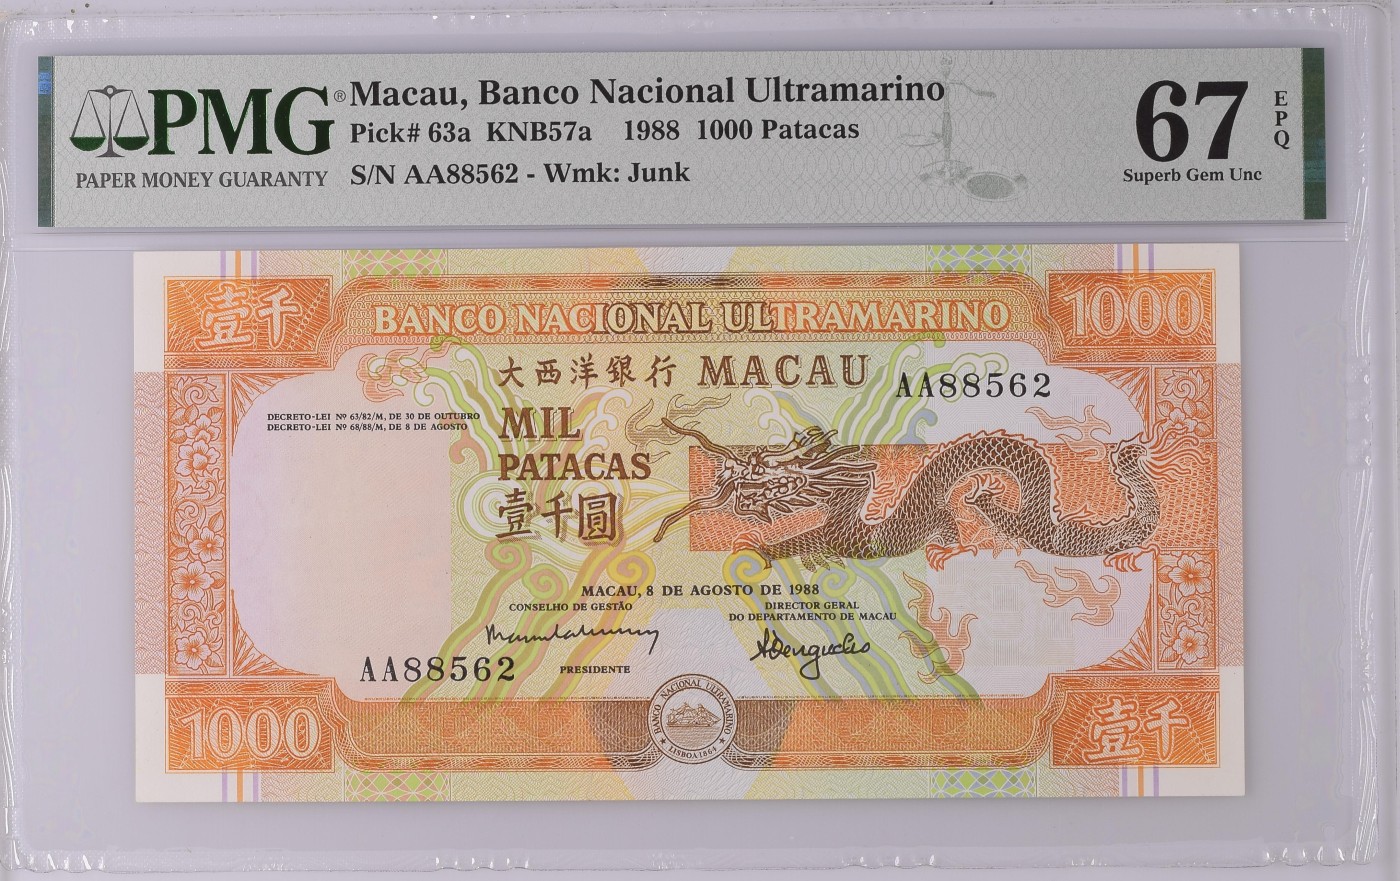 PMG®
PAPER MONEY GUARANTY
Macau, Banco Nacional Ultramarino
Pick# 63a KNB57a 1988 1000 Patacas
S/N AA88562 - Wmk: Junk
67
EPQ
Superb Gem Unc
壹千
BANCO NACIONAL ULTRAMARINO
1000
大西洋銀行 MACAU
AA88562
DECRETO-LEI Nº 63/82/M, DE 30 DE OUTUBRO
DECRETO-LEI Nº 68/88/M, DE 8 DE AGOSTO
MIL
PATACAS
壹千圓
MACAU, 8 DE AGOSTO DE 1988
CONSELHO DE GESTÃO
DIRECTOR GERAL
DO DEPARTAMENTO DE MACAU
AA88562
PRESIDENTE
1000
BANCO NACIONAL ULTRAMARINO
LISBOA 1864
壹千